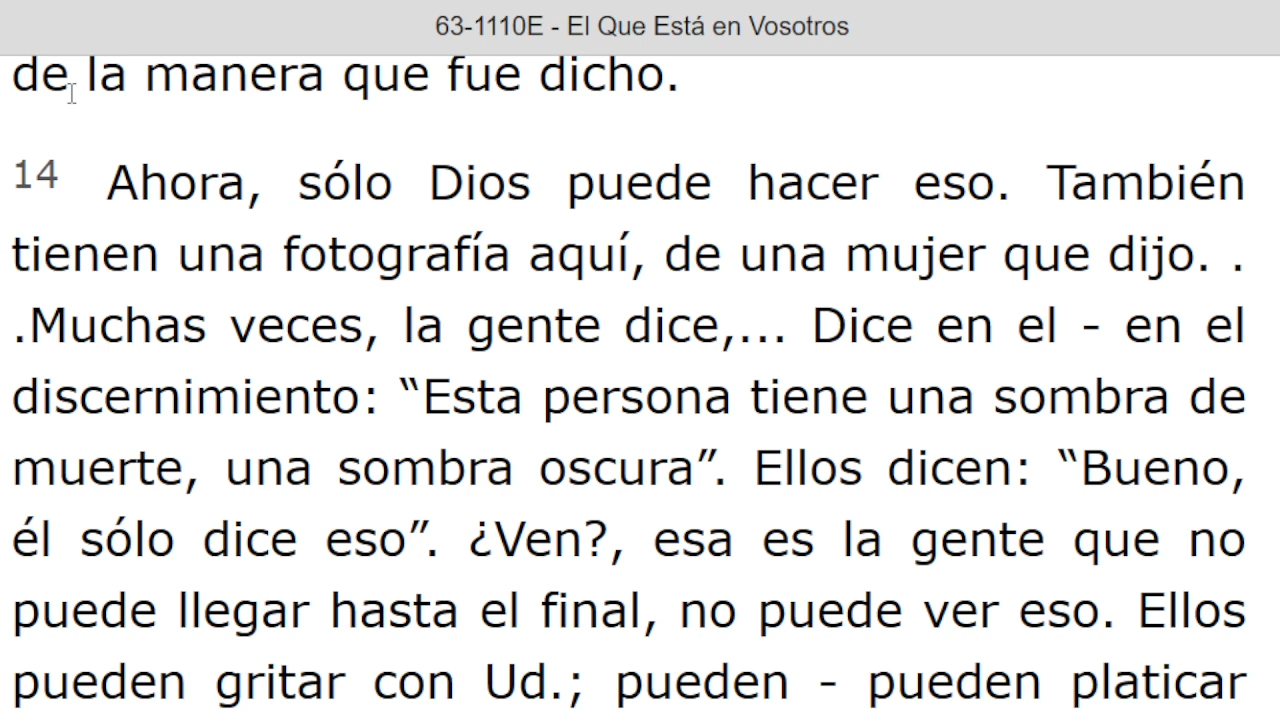 63-1110E - El Que Está en Vosotros
de la manera que fue dicho.
14 Ahora, sólo Dios puede hacer eso. También
tienen una fotografía aquí, de una mujer que dijo. . 
.Muchas veces, la gente dice,... Dice en el - en el
discernimiento: “Esta persona tiene una sombra de
muerte, una sombra oscura”. Ellos dicen: “Bueno,
él sólo dice eso”. ¿Ven?, esa es la gente que no
puede llegar hasta el final, no puede ver eso. Ellos
pueden gritar con Ud.; pueden - pueden platicar